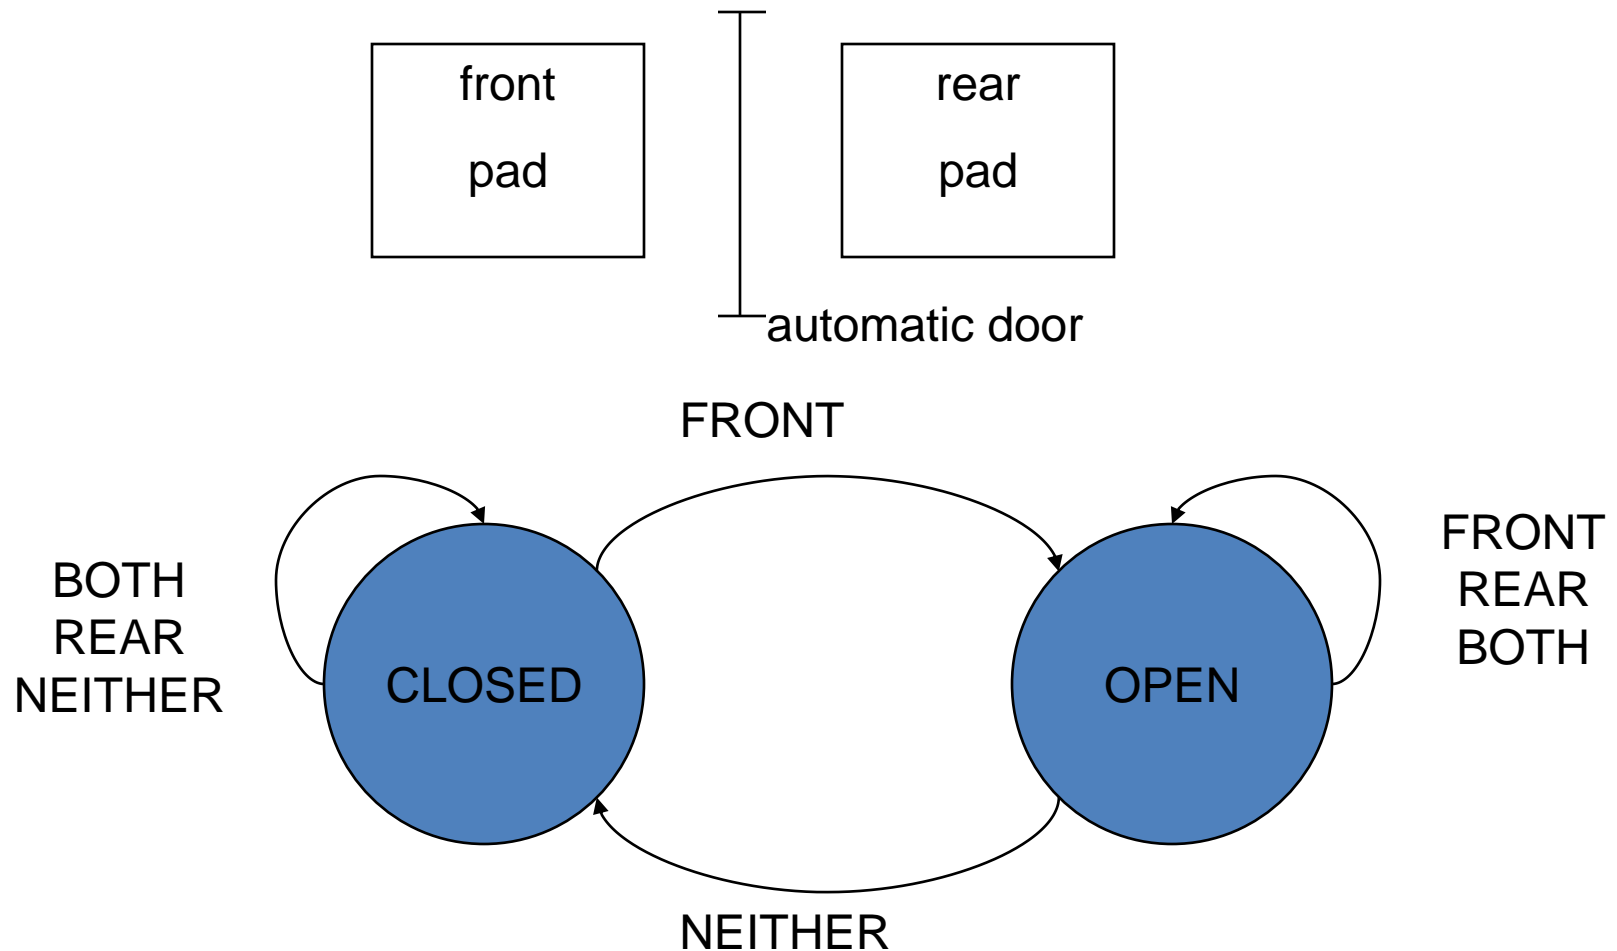 front
pad
rear
pad
automatic door
FRONT
BOTH
REAR
NEITHER
CLOSED
OPEN
FRONT
REAR
BOTH
NEITHER